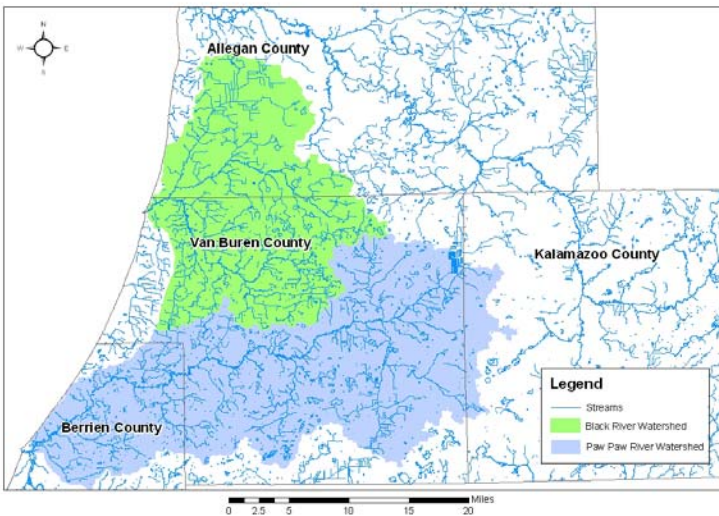 N
W E
S
Allegan County
Van Buren County
Kalamazoo County
Berrien County
Legend
Streams
Black River Watershed
Paw Paw River Watershed
Miles
0 2.5 5 10 15 20